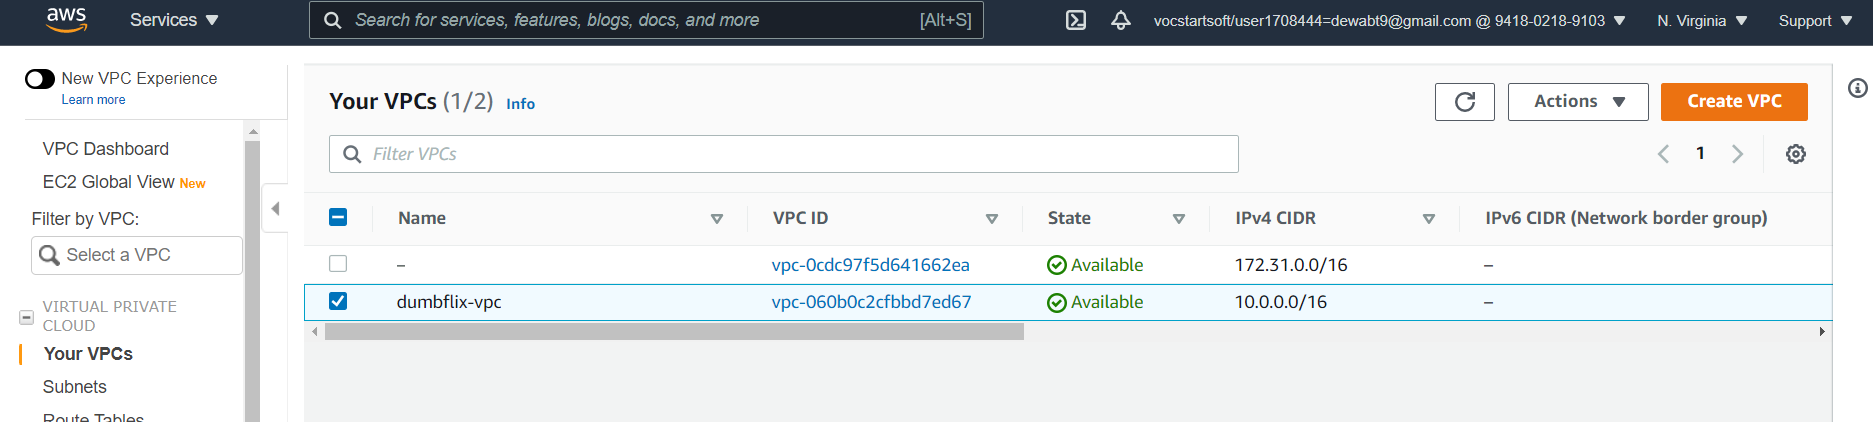 aws
Services
Search for services, features, blogs, docs, and more [Alt+S]
vocstartsoft/user1708444=dewabt9@gmail.com @ 9418-0218-9103
N. Virginia
Support
New VPC Experience
Learn more
VPC Dashboard
EC2 Global View New
Filter by VPC:
Select a VPC
VIRTUAL PRIVATE
CLOUD
Your VPCs
Subnets
Route Tables
Your VPCs (1/2) Info
Actions
Create VPC
Filter VPCs
1
Name VPC ID State IPv4 CIDR IPv6 CIDR (Network border group)
– vpc-0cdc97f5d641662ea Available 172.31.0.0/16 –
dumbflix-vpc vpc-060b0c2cfbbd7ed67 Available 10.0.0.0/16 –